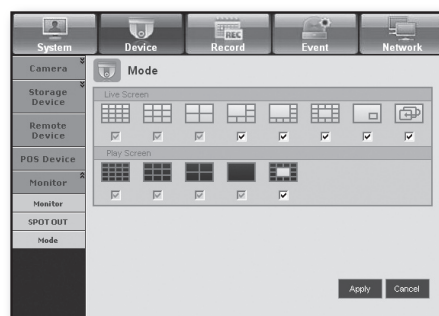 System
Device
REC
Record
Event
Network
Camera
Mode
Storage
Device
Live Screen
Remote
Device
POS Device
Play Screen
Monitor
Monitor
SPOT OUT
Mode
Apply
Cancel